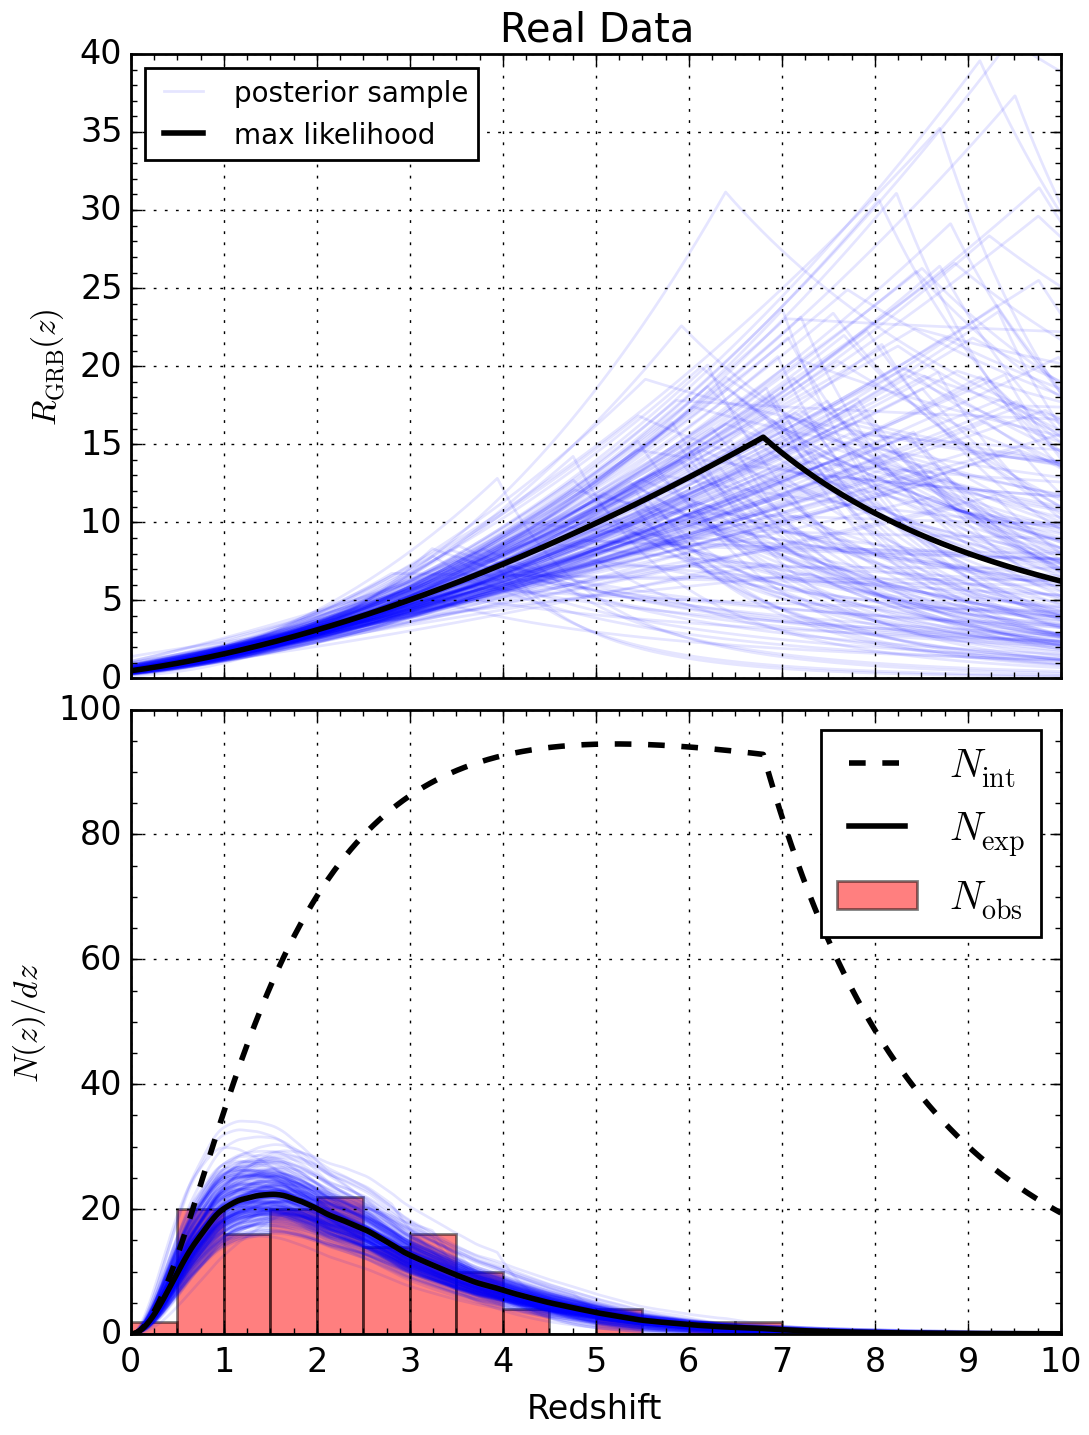 Real Data
40
35
30
25
20
15
10
5
0
R_GRB(z)
posterior sample
max likelihood
100
80
60
40
20
0
N(z)/dz
N_int
N_exp
N_obs
0 1 2 3 4 5 6 7 8 9 10
Redshift